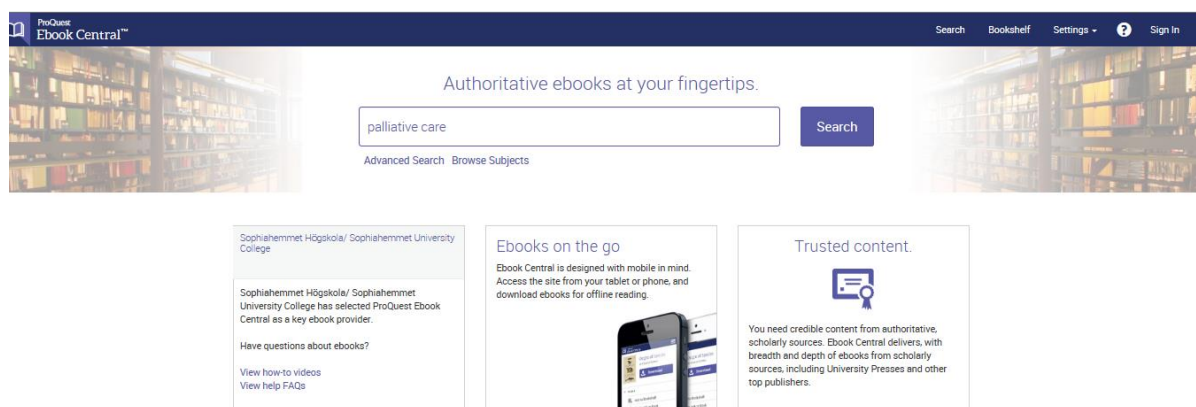 ProQuest
Ebook Central™
Search Bookshelf Settings ? Sign In
Authoritative ebooks at your fingertips.
palliative care
Search
Advanced Search Browse Subjects
Sophiahemmet Högskola/ Sophiahemmet University
College
Sophiahemmet Högskola/ Sophiahemmet
University College has selected ProQuest Ebook
Central as a key ebook provider.
Have questions about ebooks?
View how-to videos
View help FAQs
Ebooks on the go
Ebook Central is designed with mobile in mind.
Access the site from your tablet or phone, and
download ebooks for offline reading.
Trusted content.
You need credible content from authoritative,
scholarly sources. Ebook Central delivers, with
breadth and depth of ebooks from scholarly
sources, including University Presses and other
top publishers.